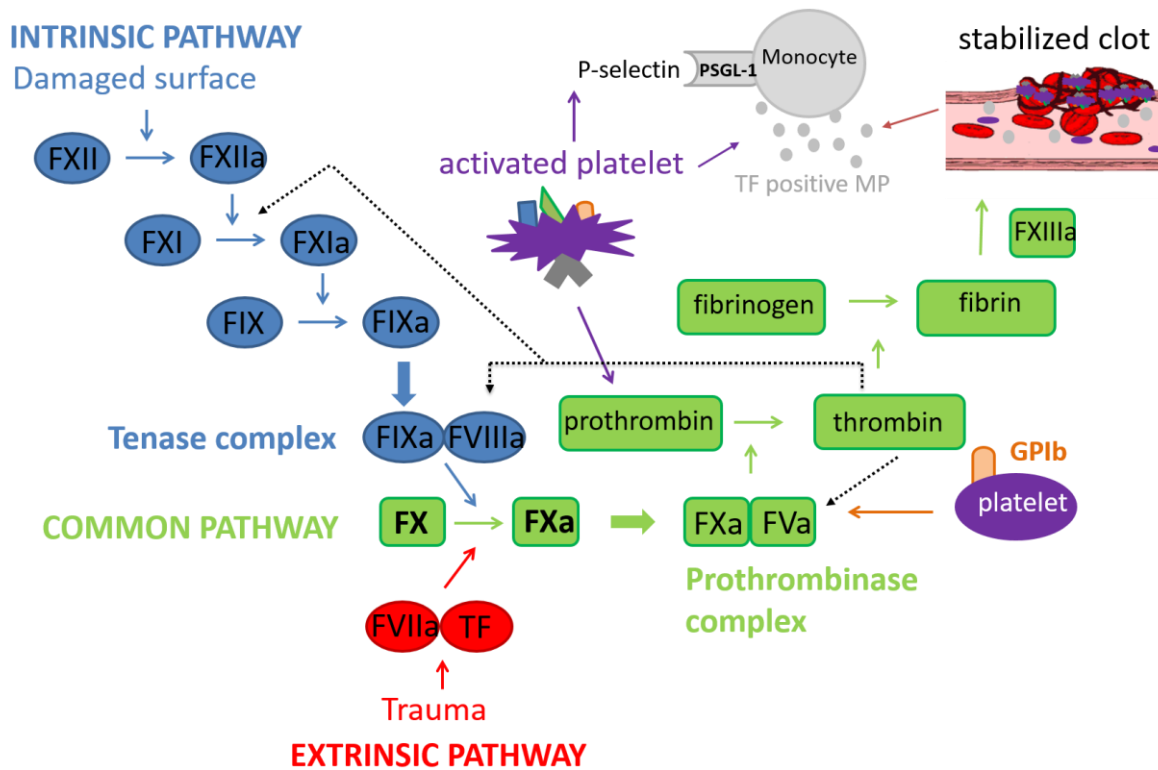 INTRINSIC PATHWAY
Damaged surface
FXII
FXIIa
FXI
FXIa
FIX
FIXa
Tenase complex
FIXa
FVIIIa
COMMON PATHWAY
FX
FXa
FVIIa
TF
Trauma
EXTRINSIC PATHWAY
P-selectin
PSGL-1
Monocyte
activated platelet
TF positive MP
stabilized clot
FXIIIa
fibrinogen
fibrin
prothrombin
thrombin
GPIb
platelet
FXa
FVa
Prothrombinase
complex